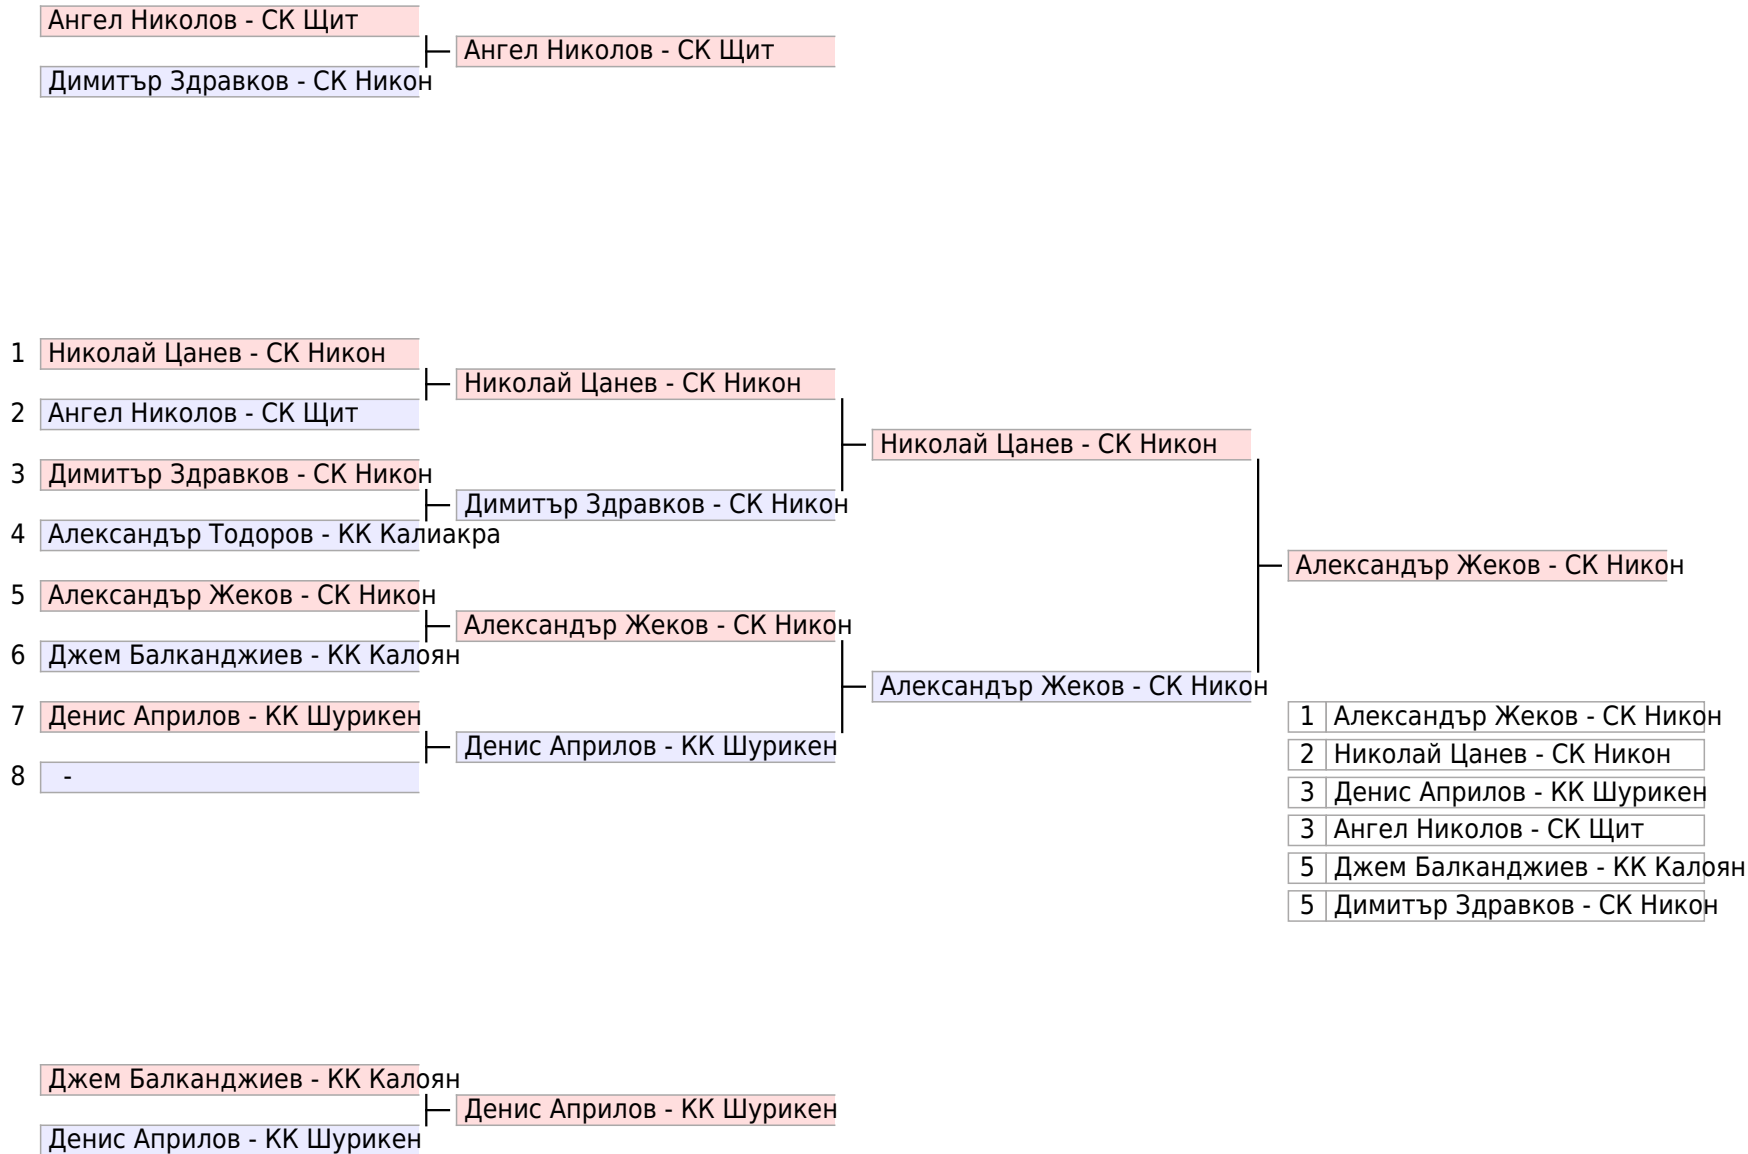 Ангел Николов - СК Щит
Ангел Николов - СК Щит
Димитър Здравков - СК Никон
1 Николай Цанев - СК Никон
Николай Цанев - СК Никон
2 Ангел Николов - СК Щит
Николай Цанев - СК Никон
3 Димитър Здравков - СК Никон
Димитър Здравков - СК Никон
4 Александър Тодоров - КК Калиакра
Александър Жеков - СК Никон
5 Александър Жеков - СК Никон
Александър Жеков - СК Никон
6 Джем Балканджиев - КК Калоян
Александър Жеков - СК Никон
7 Денис Априлов - КК Шурикен
Денис Априлов - КК Шурикен
8 -
1 Александър Жеков - СК Никон
2 Николай Цанев - СК Никон
3 Денис Априлов - КК Шурикен
3 Ангел Николов - СК Щит
5 Джем Балканджиев - КК Калоян
5 Димитър Здравков - СК Никон
Джем Балканджиев - КК Калоян
Денис Априлов - КК Шурикен
Денис Априлов - КК Шурикен